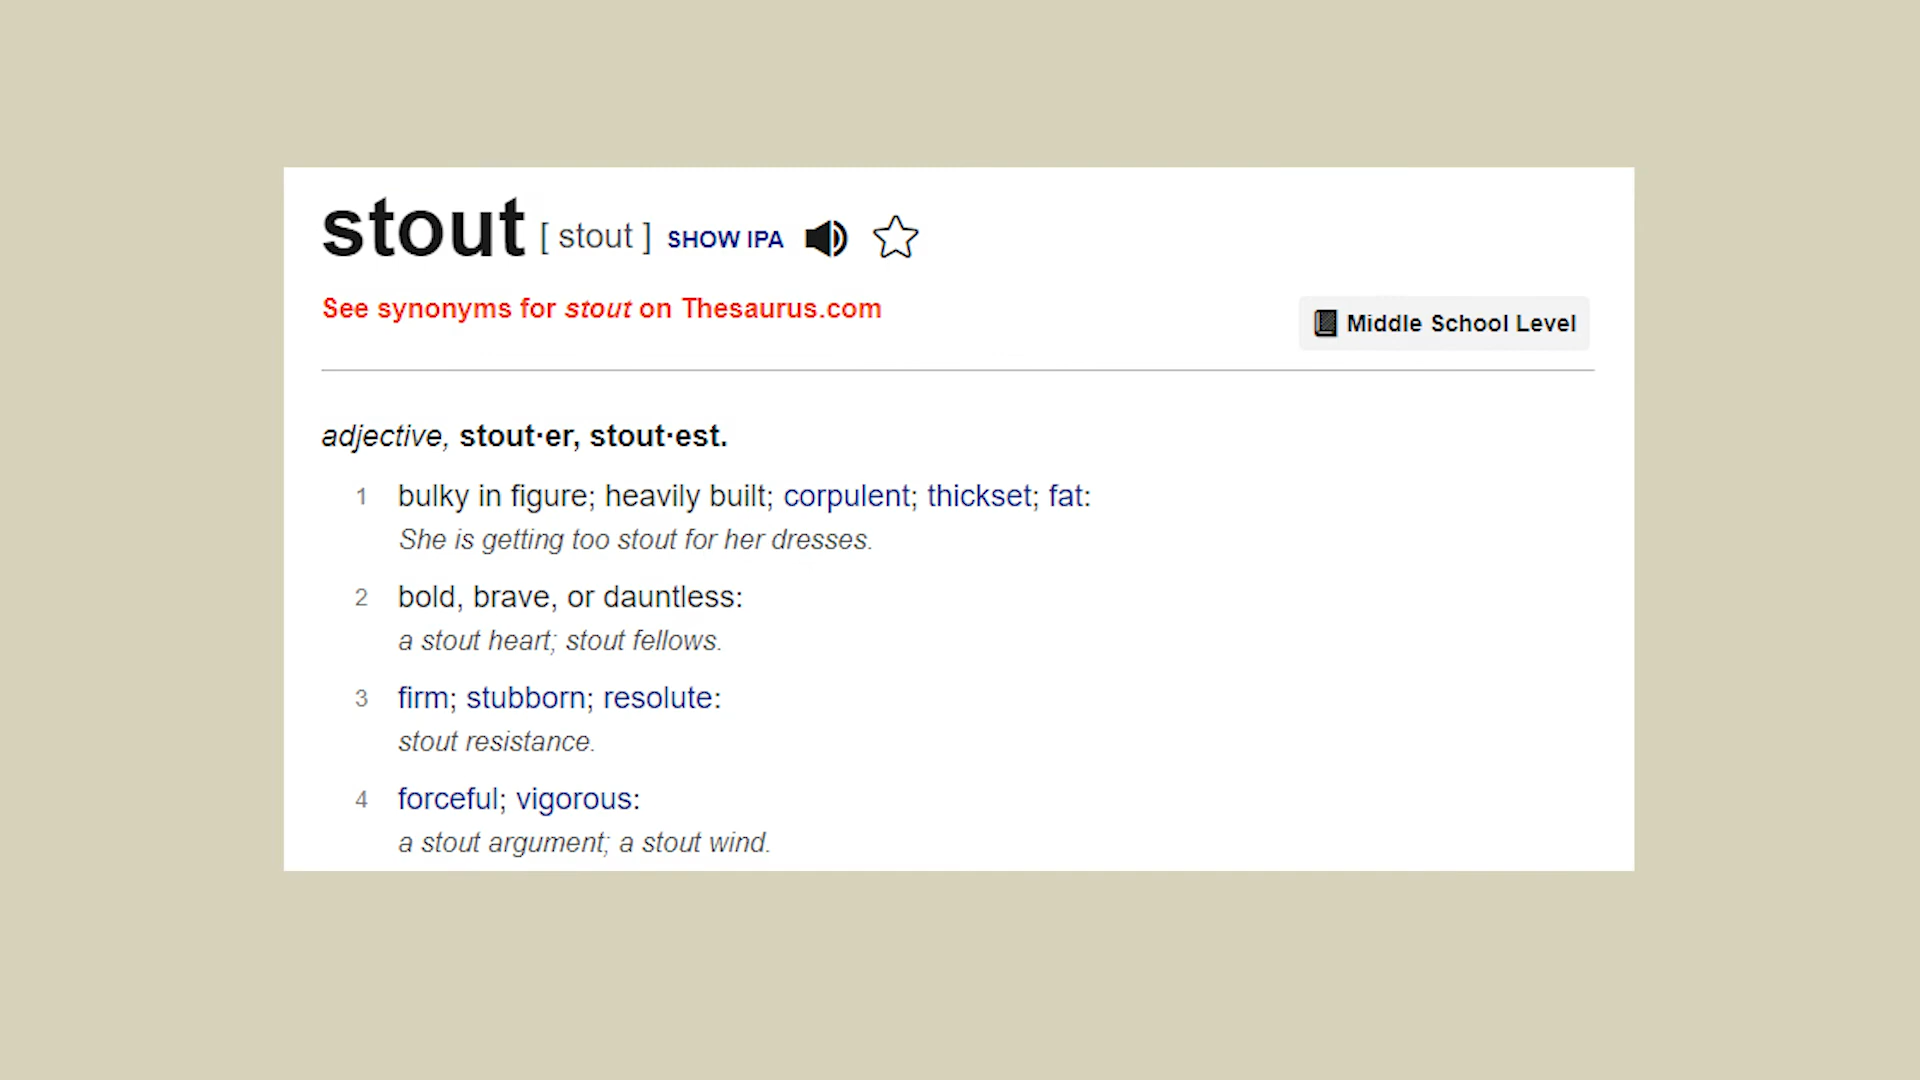 stout [ stout ] SHOW IPA
See synonyms for stout on Thesaurus.com
Middle School Level
adjective, stout·er, stout·est.
1 bulky in figure; heavily built; corpulent; thickset; fat:
She is getting too stout for her dresses.
2 bold, brave, or dauntless:
a stout heart; stout fellows.
3 firm; stubborn; resolute:
stout resistance.
4 forceful; vigorous:
a stout argument; a stout wind.